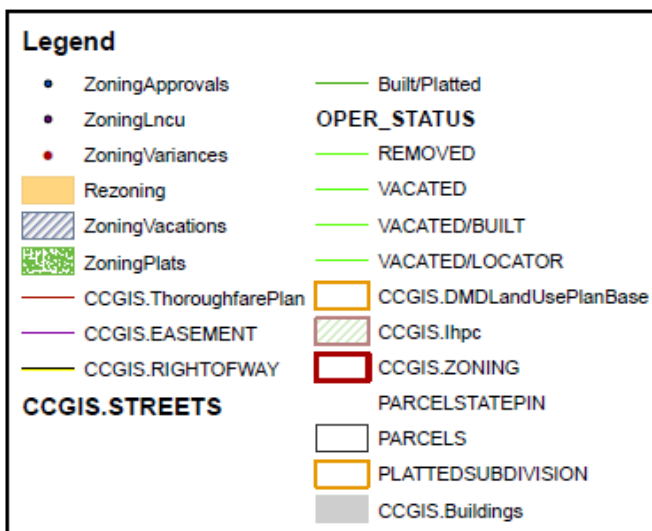 Legend
ZoningApprovals
ZoningLncu
ZoningVariances
Rezoning
ZoningVacations
ZoningPlats
CCGIS.ThoroughfarePlan
CCGIS.EASEMENT
CCGIS.RIGHTOFWAY
CCGIS.STREETS
Built/Platted
OPER_STATUS
REMOVED
VACATED
VACATED/BUILT
VACATED/LOCATOR
CCGIS.DMDLandUsePlanBase
CCGIS.Ihpc
CCGIS.ZONING
PARCELSTATEPIN
PARCELS
PLATTEDSUBDIVISION
CCGIS.Buildings